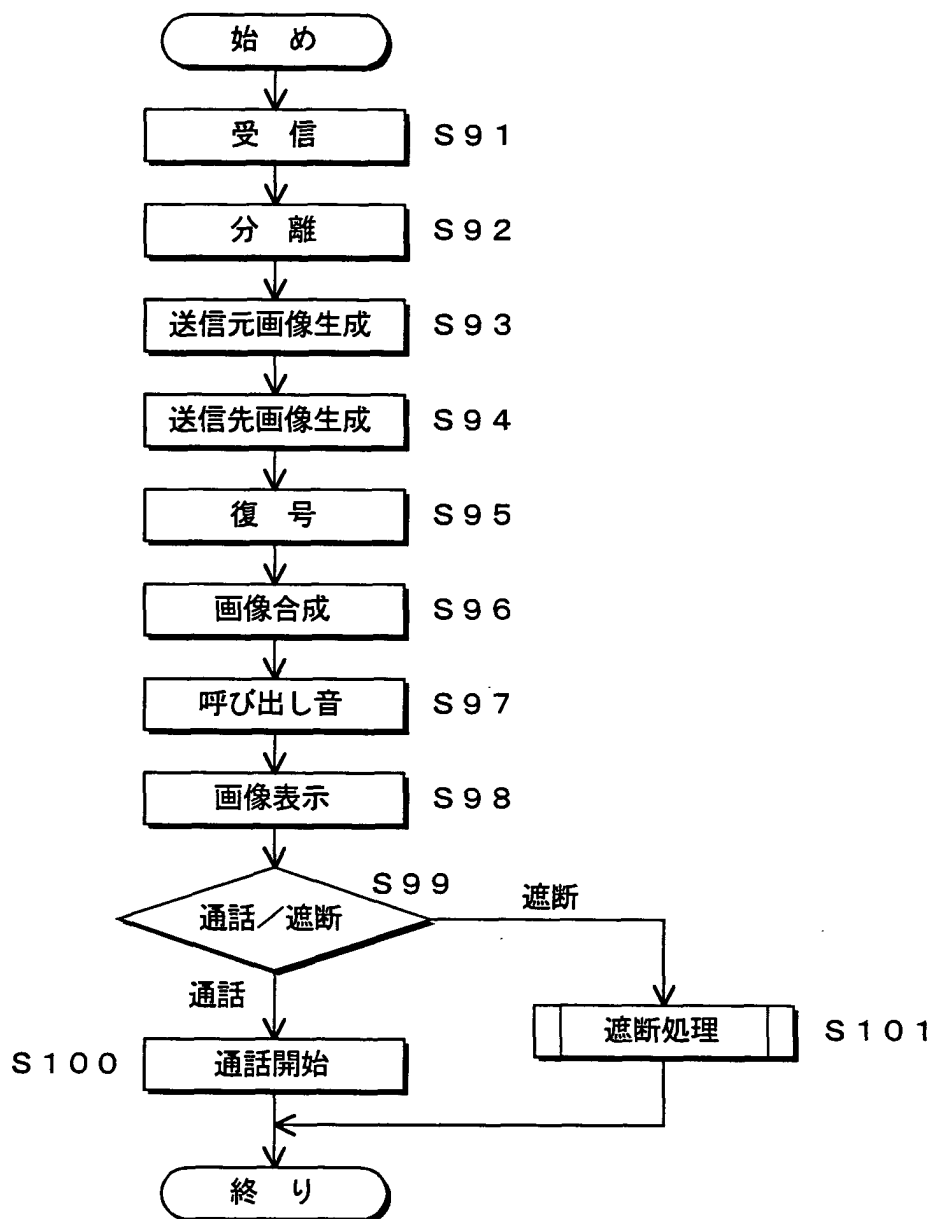 始 め
受 信 S91
分 離 S92
送信元画像生成 S93
送信先画像生成 S94
復 号 S95
画像合成 S96
呼び出し音 S97
画像表示 S98
S99
通話/遮断
遮断
通話
遮断処理 S101
S100 通話開始
終 り